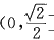 (0, √2/2 –